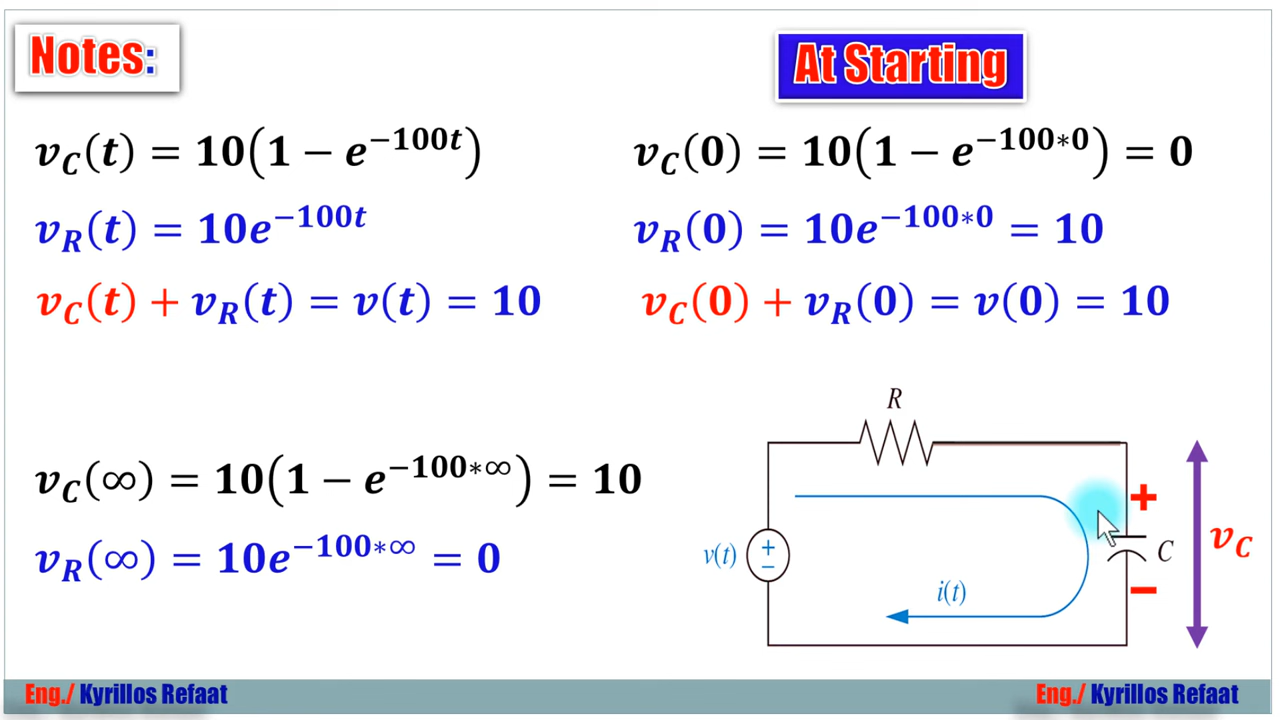 Notes:
At Starting
v_C(t) = 10(1 − e^{−100t})
v_R(t) = 10e^{−100t}
v_C(t) + v_R(t) = v(t) = 10
v_C(0) = 10(1 − e^{−100*0}) = 0
v_R(0) = 10e^{−100*0} = 10
v_C(0) + v_R(0) = v(0) = 10
v_C(∞) = 10(1 − e^{−100*∞}) = 10
v_R(∞) = 10e^{−100*∞} = 0
R
+
v(t)
+
−
C
v_C
i(t)
−
Eng./ Kyrillos Refaat
Eng./ Kyrillos Refaat